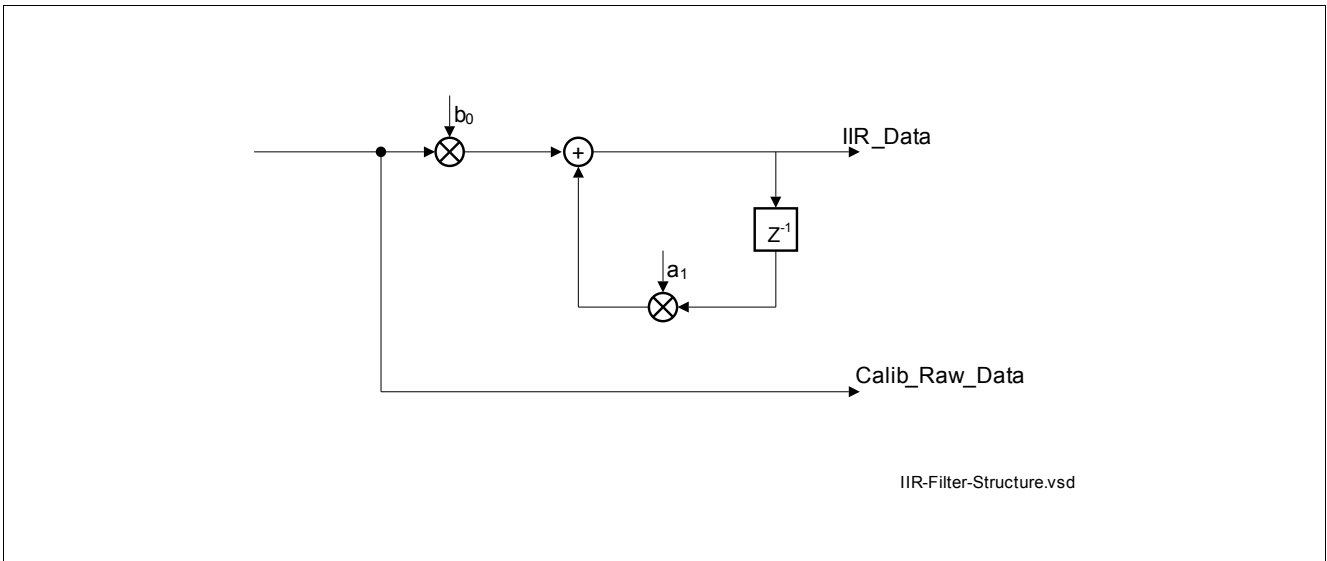 b₀
IIR_Data
+
Z⁻¹
a₁
Calib_Raw_Data
IIR-Filter-Structure.vsd